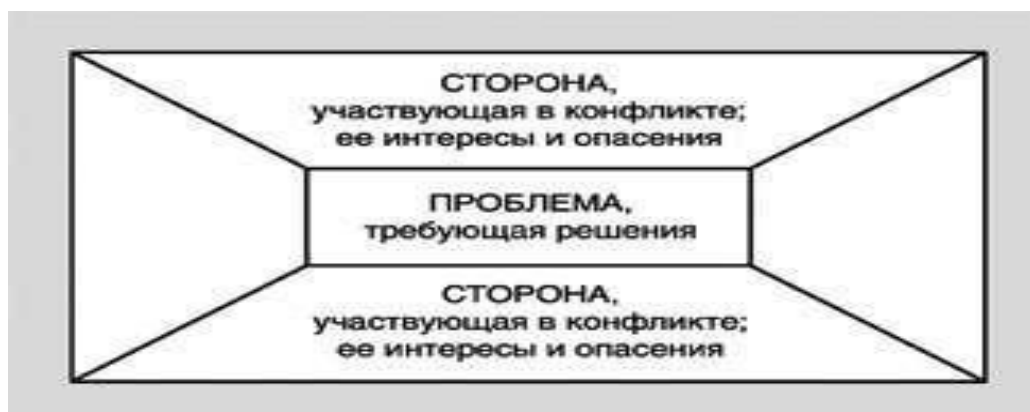 СТОРОНА,
участвующая в конфликте;
ее интересы и опасения
ПРОБЛЕМА,
требующая решения
СТОРОНА,
участвующая в конфликте;
ее интересы и опасения